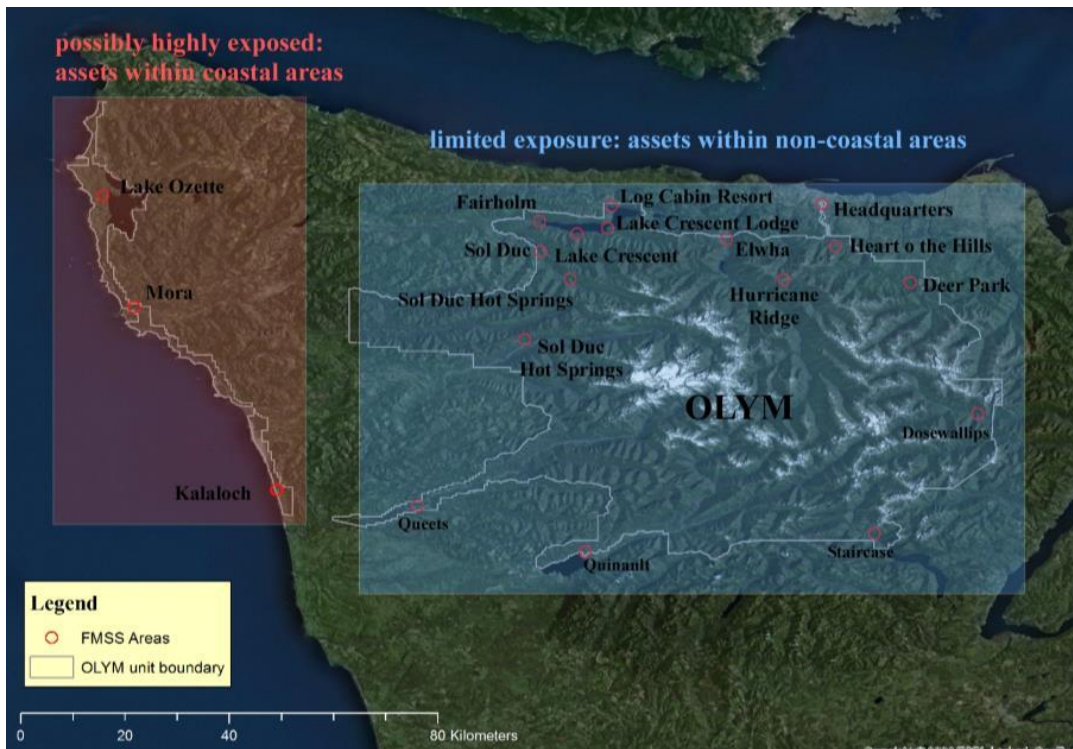 possibly highly exposed:
assets within coastal areas
limited exposure: assets within non-coastal areas
Lake Ozette
Mora
Kalaloch
Fairholm
Log Cabin Resort
Lake Crescent Lodge
Headquarters
Sol Duc
Lake Crescent
Elwha
Heart o the Hills
Sol Duc Hot Springs
Hurricane
Ridge
Deer Park
Sol Duc
Hot Springs
OLYM
Dosewallips
Queets
Quinault
Staircase
Legend
FMSS Areas
OLYM unit boundary
0
20
40
80 Kilometers